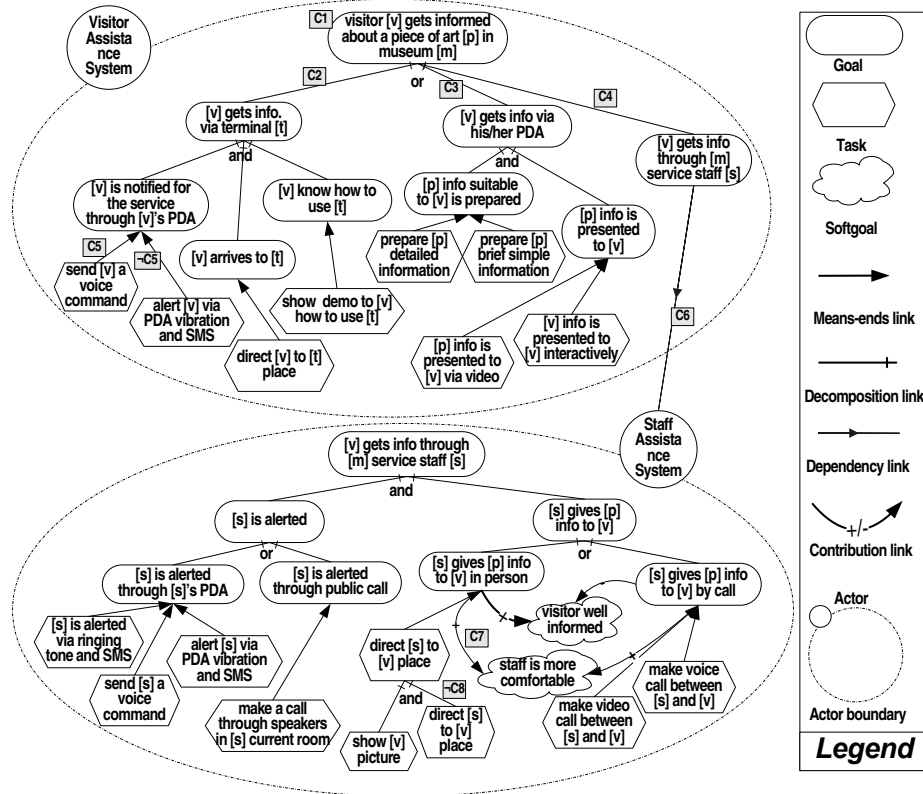 Visitor
Assista
nce
System
C1
visitor [v] gets informed
about a piece of art [p] in
museum [m]
or
C2
C3
C4
[v] gets info.
via terminal [t]
and
[v] gets info via
his/her PDA
and
[v] gets info
through [m]
service staff [s]
[v] is notified for
the service
through [v]'s PDA
[v] know how to
use [t]
[p] info suitable
to [v] is prepared
[p] info is
presented
to [v]
C5
¬C5
send [v] a
voice
command
alert [v] via
PDA vibration
and SMS
[v] arrives to [t]
direct [v] to [t]
place
show demo to [v]
how to use [t]
prepare [p]
detailed
information
prepare [p]
brief simple
information
[p] info is
presented to
[v] via video
[v] info is
presented to
[v] interactively
C6
Staff
Assista
nce
System
[v] gets info through
[m] service staff [s]
and
[s] is alerted
or
[s] gives [p]
info to [v]
or
[s] is alerted
through [s]'s PDA
[s] is alerted
through public call
[s] gives [p] info
to [v] in person
[s] gives [p] info
to [v] by call
[s] is alerted
via ringing
tone and SMS
send [s] a
voice
command
alert [s] via
PDA vibration
and SMS
make a call
through speakers
in [s] current room
direct [s] to
[v] place
and
C7
¬C8
show [v]
picture
direct [s]
to [v]
place
visitor well
informed
staff is more
comfortable
+
+
-
+
make video
call between
[s] and [v]
make voice
call between
[s] and [v]
Goal
Task
Softgoal
Means-ends link
Decomposition link
Dependency link
+/-
Contribution link
Actor
Actor boundary
Legend